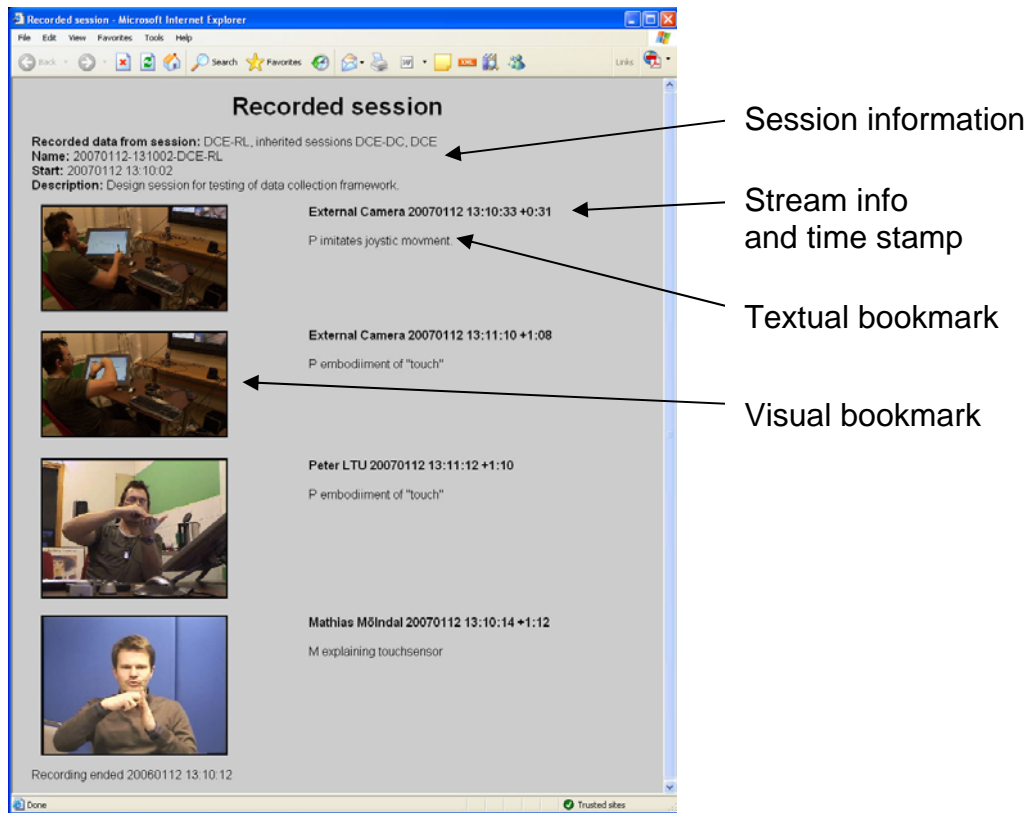 Recorded session - Microsoft Internet Explorer
File Edit View Favorites Tools Help
Back Search Favorites Links
Recorded session
Recorded data from session: DCE-RL, inherited sessions DCE-DC, DCE
Name: 20070112-131002-DCE-RL
Start: 20070112 13:10:02
Description: Design session for testing of data collection framework.
External Camera 20070112 13:10:33 +0:31
P imitates joystic movment.
External Camera 20070112 13:11:10 +1:08
P embodiiment of "touch"
Peter LTU 20070112 13:11:12 +1:10
P embodiiment of "touch"
Mathias Mölndal 20070112 13:10:14 +1:12
M explaining touchsensor
Recording ended 20060112 13:10:12
Done Trusted sites
Session information
Stream info
and time stamp
Textual bookmark
Visual bookmark